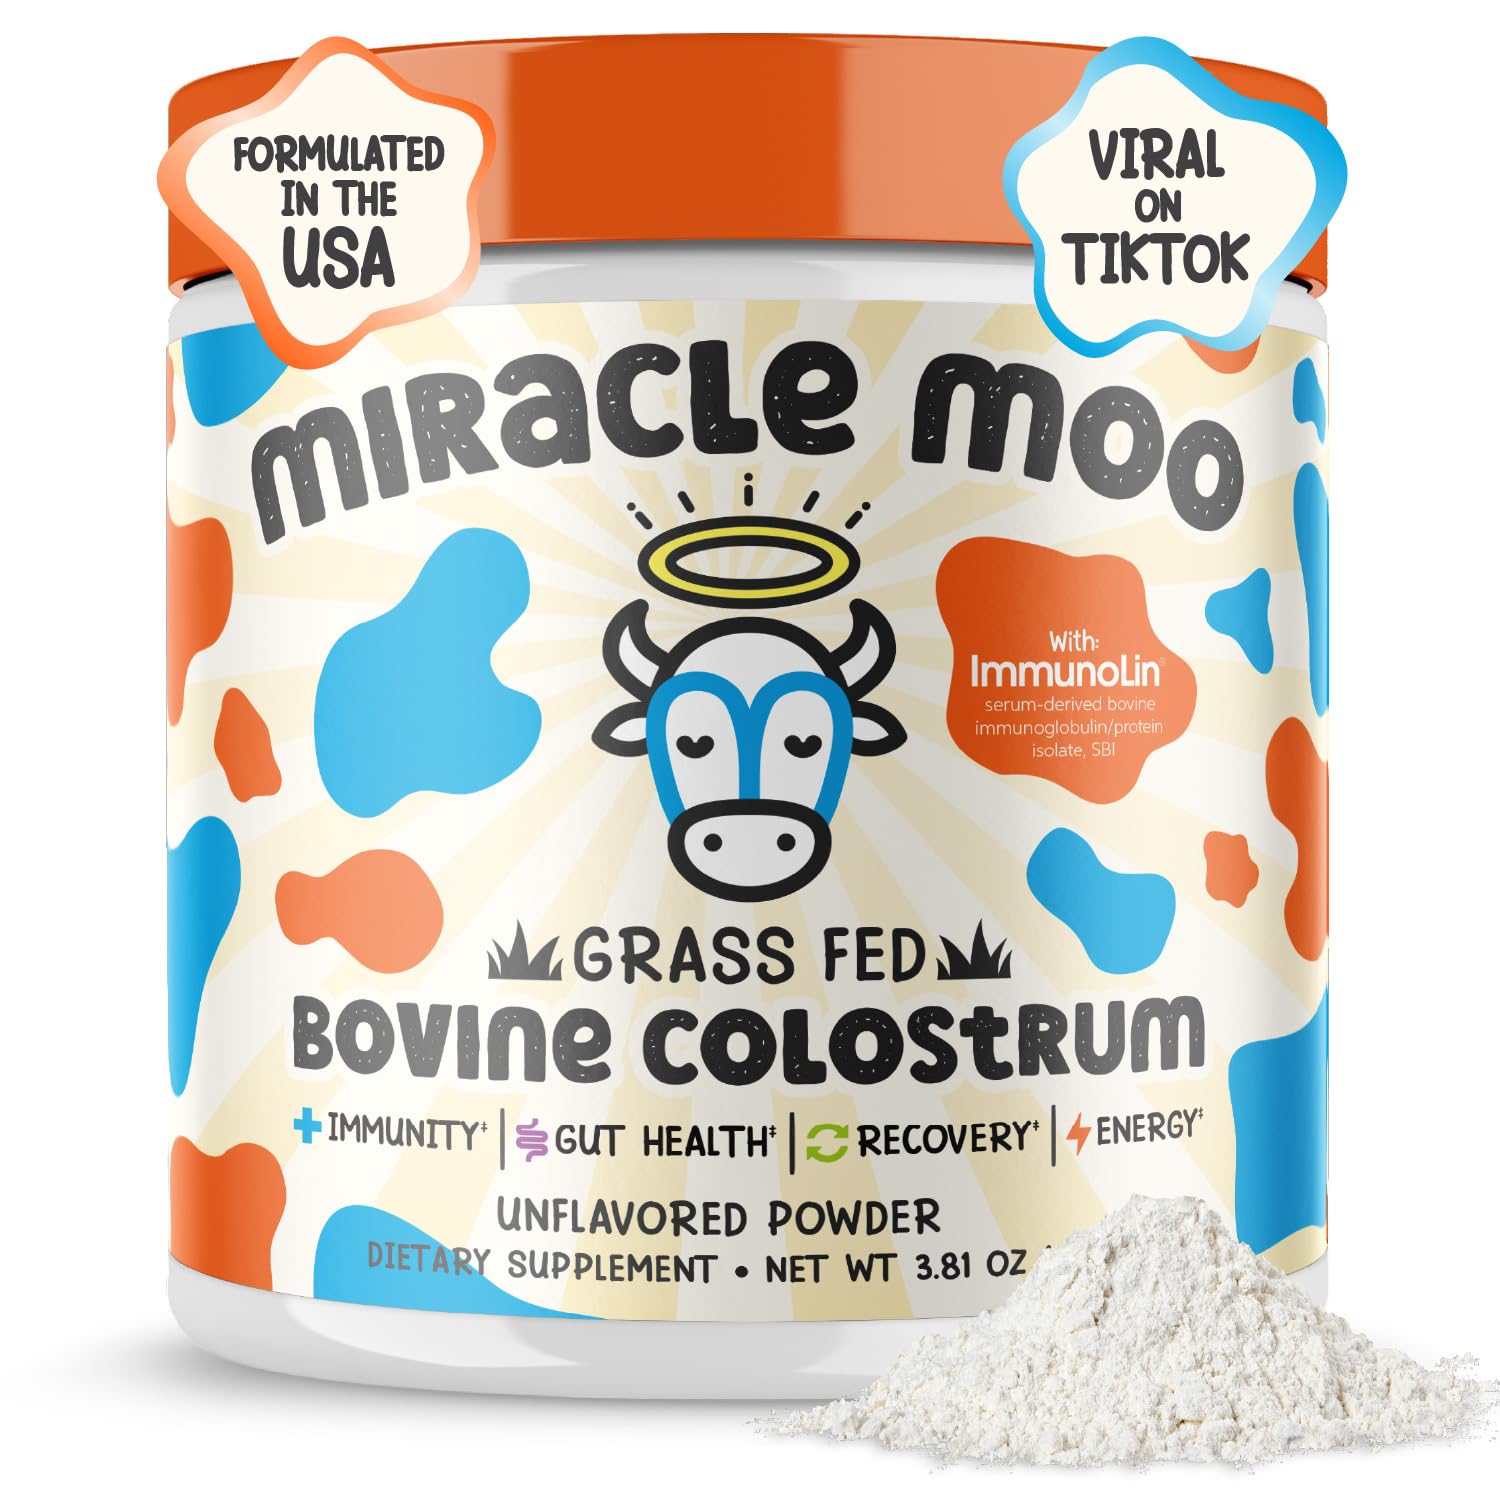 FORMULATED
IN THE
USA
VIRAL
ON
TIKTOK
MIRACLE MOO
With:
ImmunoLin®
serum-derived bovine
immunoglobulin/protein
isolate, SBI
GRASS FED
BOVINE COLOSTRUM
IMMUNITY‡ | GUT HEALTH‡ | RECOVERY‡ | ENERGY‡
UNFLAVORED POWDER
DIETARY SUPPLEMENT • NET WT 3.81 OZ